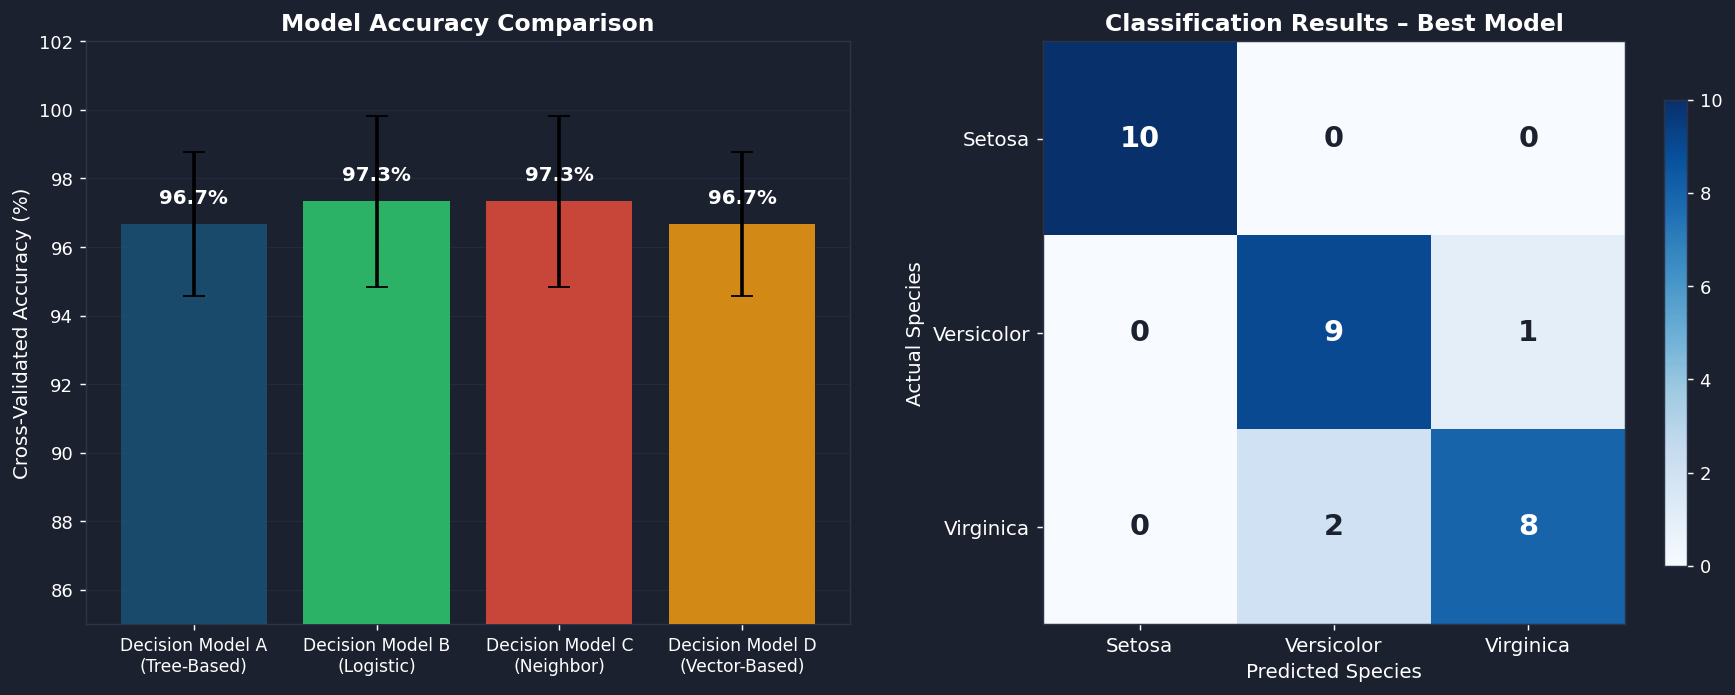 Model Accuracy Comparison
Cross-Validated Accuracy (%)
102
100
98
96
94
92
90
88
86
96.7%
97.3%
97.3%
96.7%
Decision Model A
(Tree-Based)
Decision Model B
(Logistic)
Decision Model C
(Neighbor)
Decision Model D
(Vector-Based)
Classification Results – Best Model
Actual Species
Setosa
10 0 0
Versicolor
0 9 1
Virginica
0 2 8
Setosa Versicolor Virginica
Predicted Species
10
8
6
4
2
0